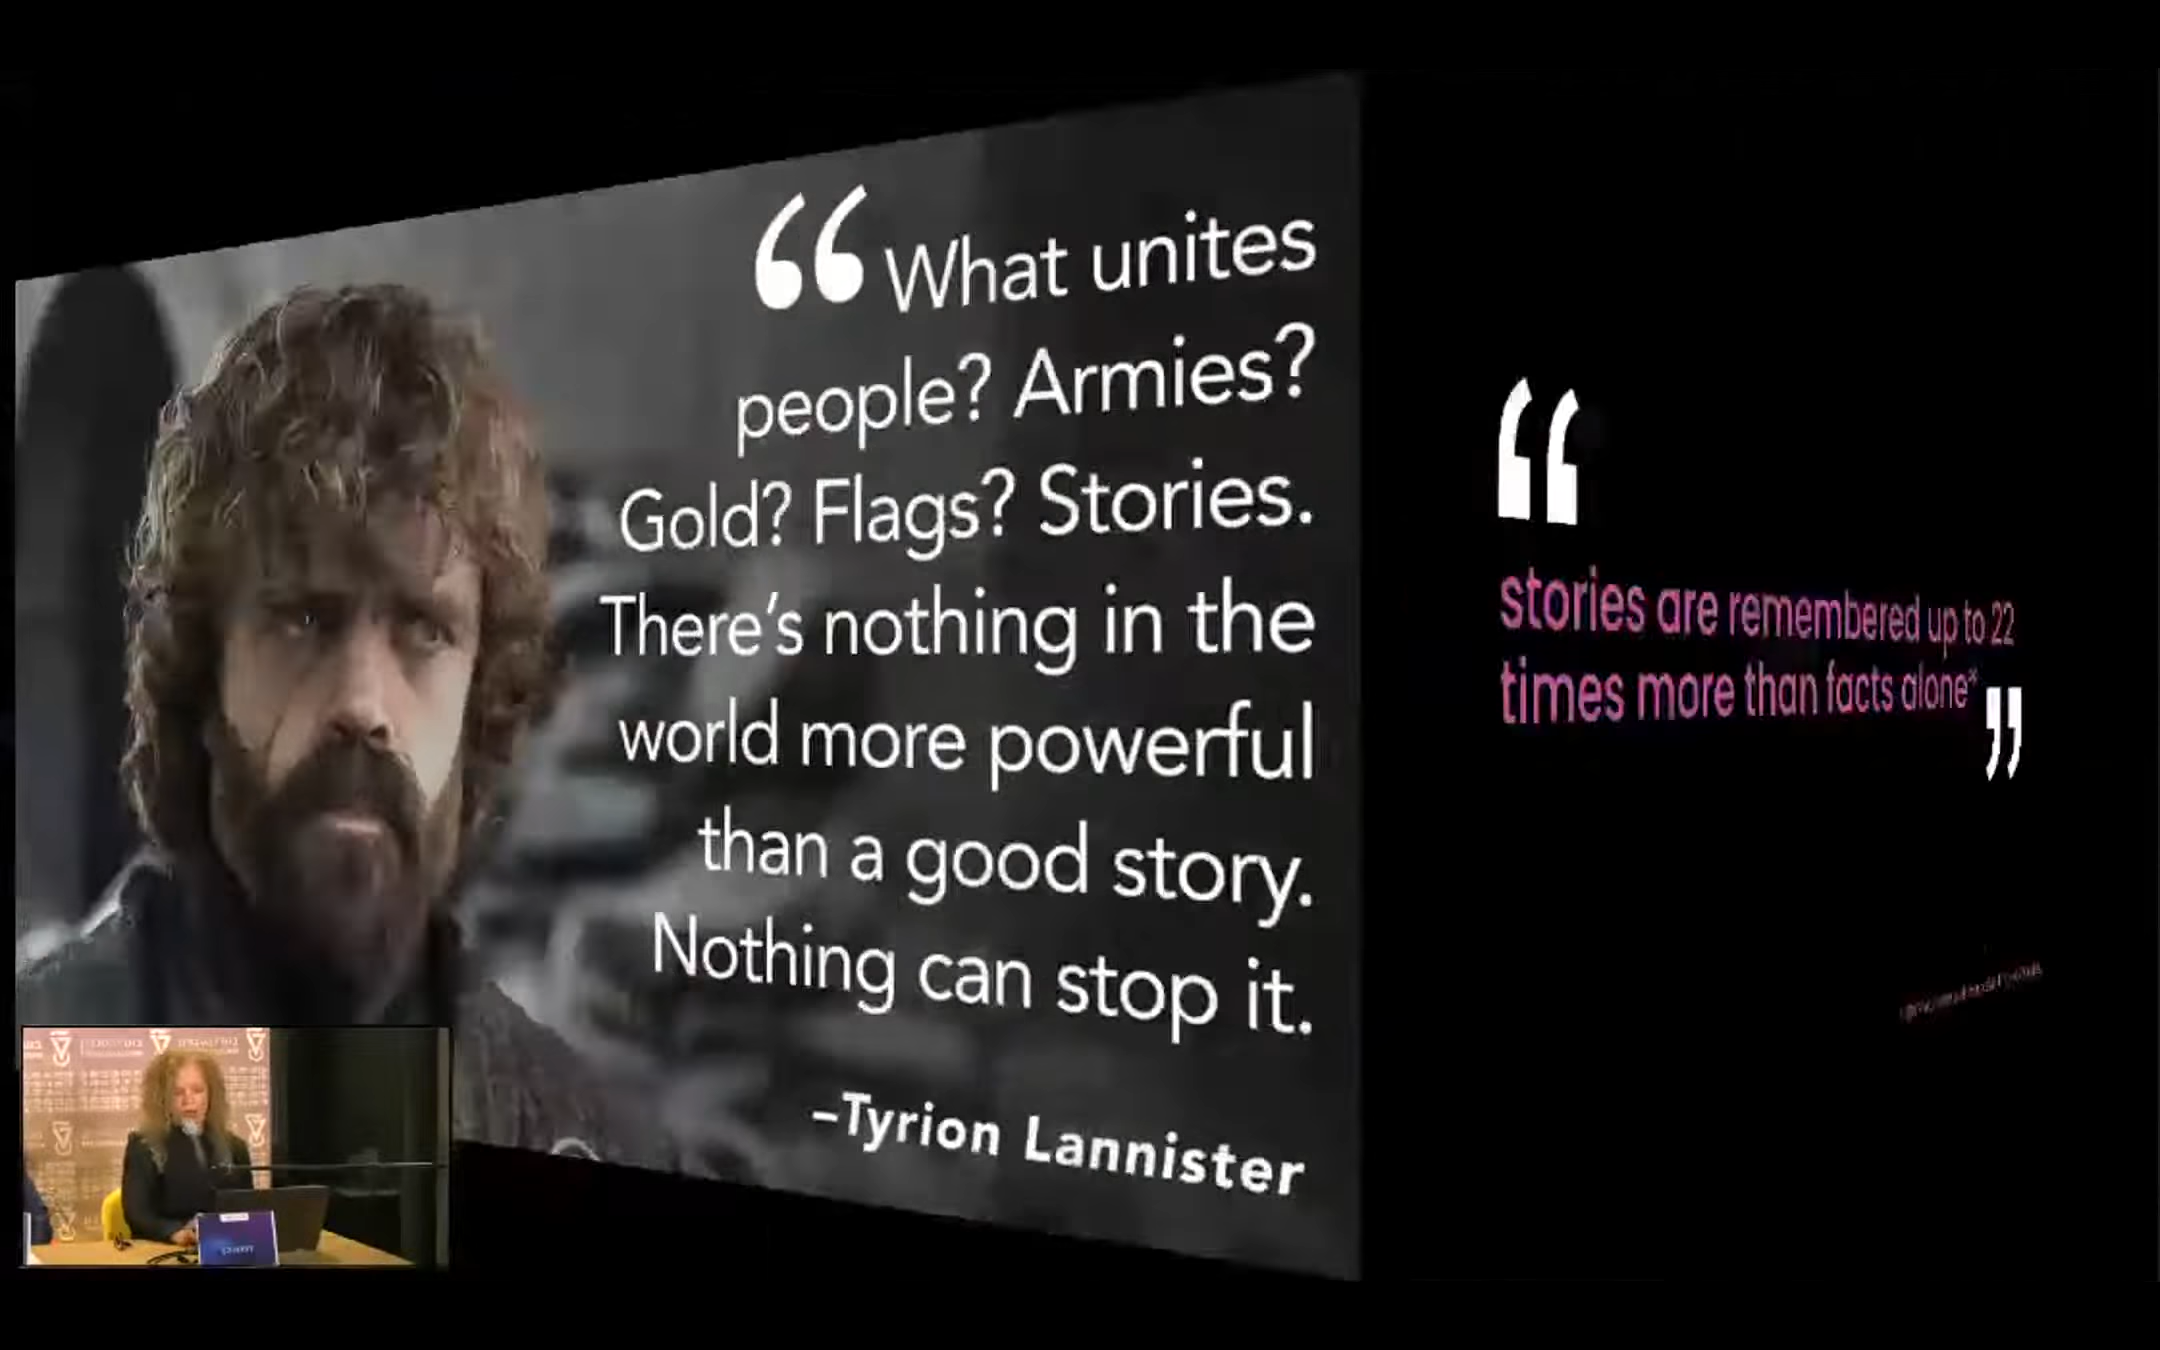 “ What unites
people? Armies?
Gold? Flags? Stories.
There’s nothing in the
world more powerful
than a good story.
Nothing can stop it.
–Tyrion Lannister
“
stories are remembered up to 22
times more than facts alone*
”